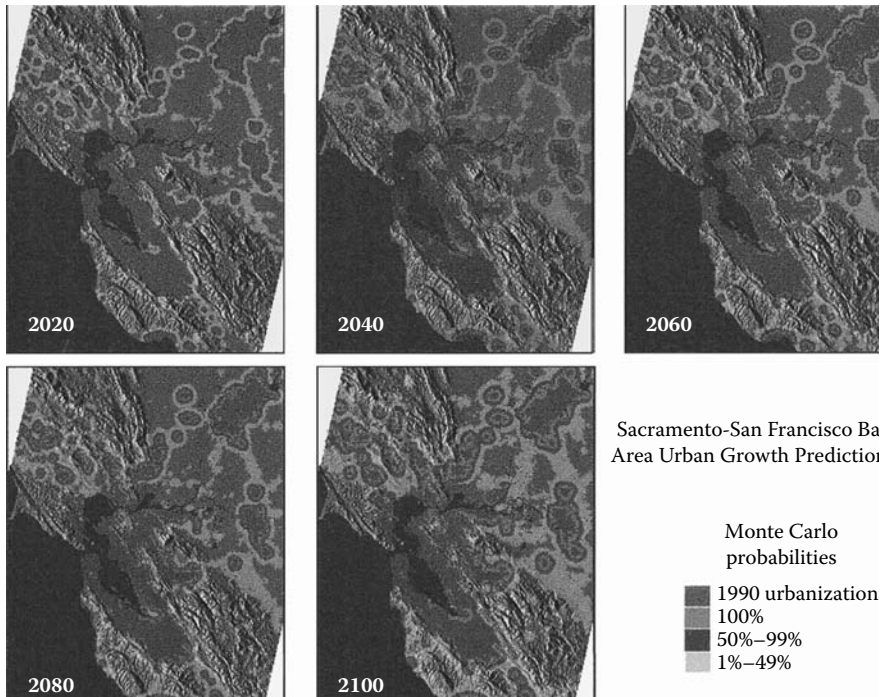 2020
2040
2060
2080
2100
Sacramento-San Francisco Ba
Area Urban Growth Prediction
Monte Carlo
probabilities
1990 urbanization
100%
50%–99%
1%–49%